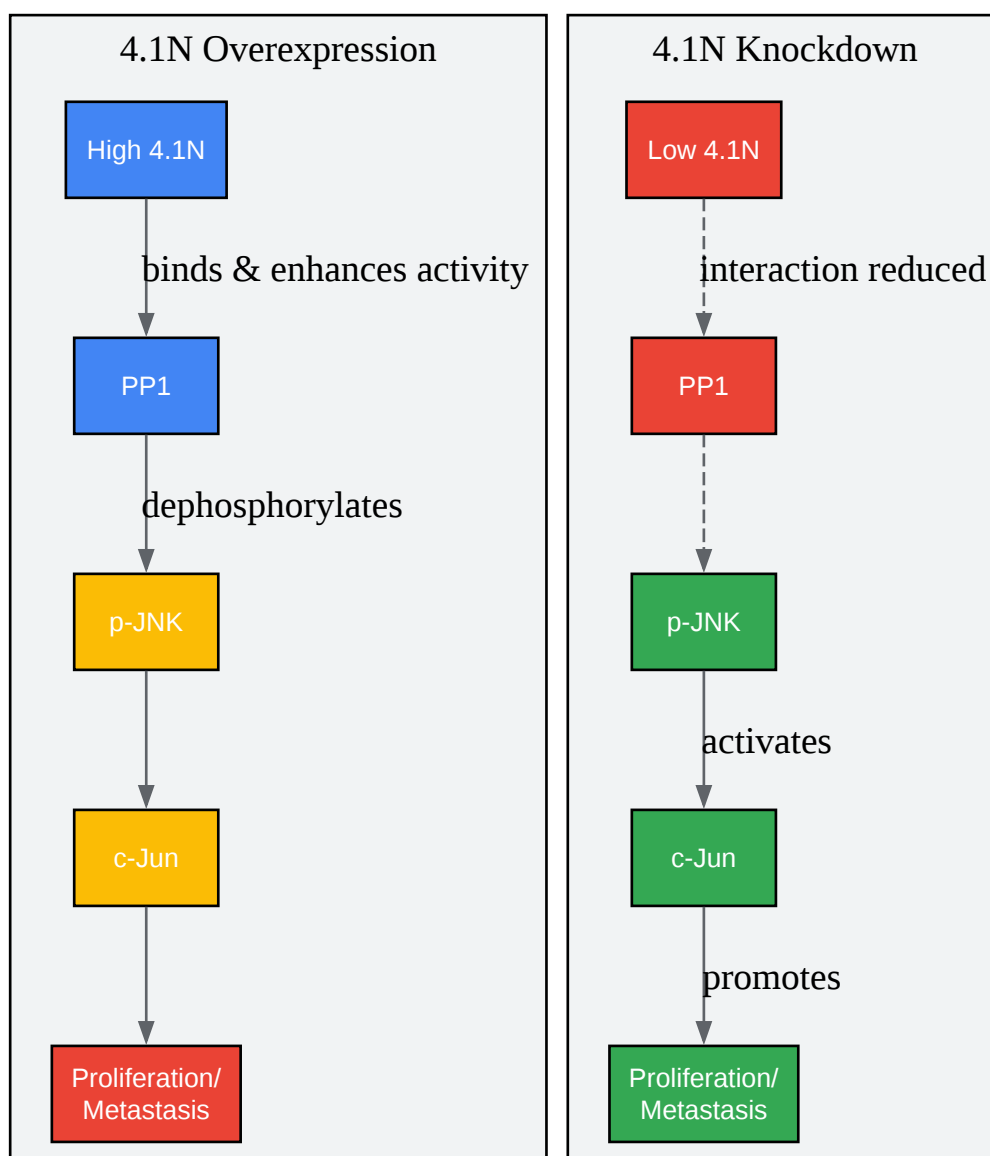 4.1N Overexpression
High 4.1N
binds & enhances activity
PP1
dephosphorylates
p-JNK
c-Jun
Proliferation/
Metastasis
4.1N Knockdown
Low 4.1N
interaction reduced
PP1
p-JNK
activates
c-Jun
promotes
Proliferation/
Metastasis